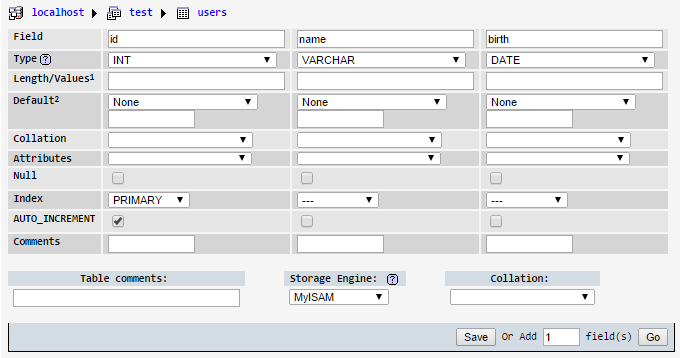 localhost test users
Field id name birth
Type INT VARCHAR DATE
Length/Values1
Default2 None None None
Collation
Attributes
Null
Index PRIMARY --- ---
AUTO_INCREMENT
Comments
Table comments: Storage Engine: Collation:
MyISAM
Save Or Add 1 field(s) Go